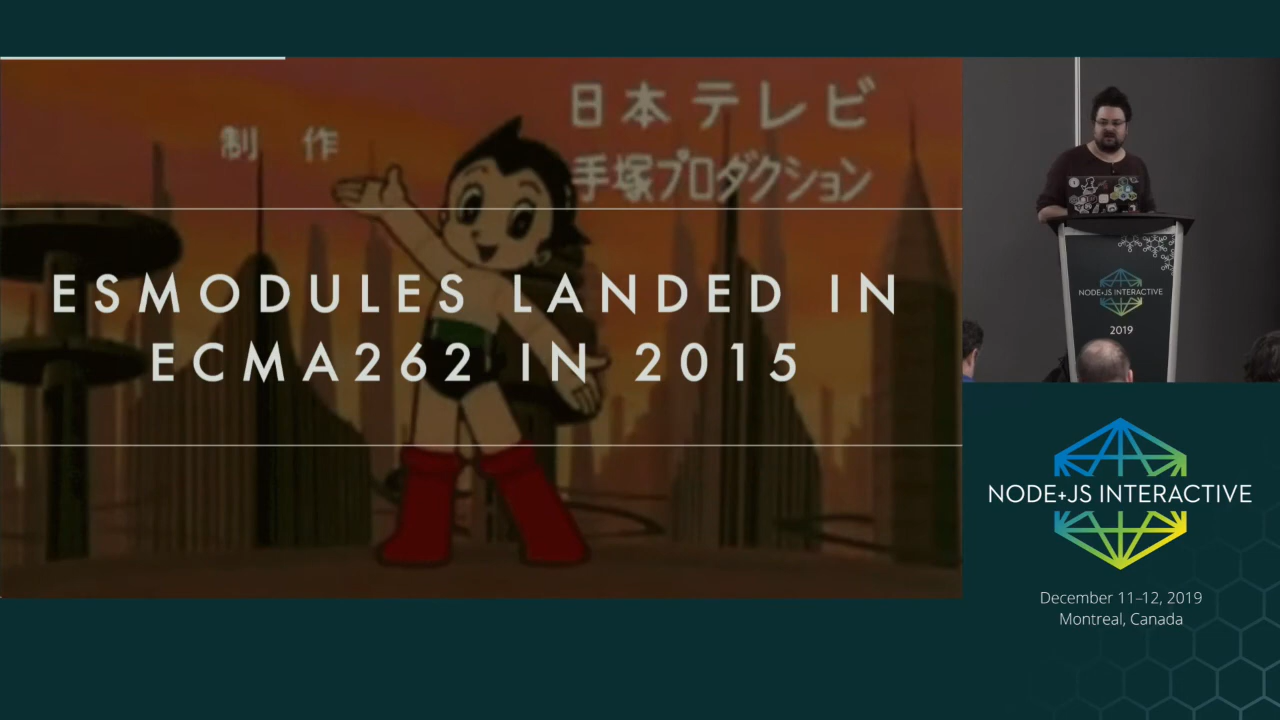 日本テレビ
制作
手塚プロダクション
ESMODULES LANDED IN
ECMA262 IN 2015
NODE+JS INTERACTIVE
2019
NODE+JS INTERACTIVE
December 11–12, 2019
Montreal, Canada